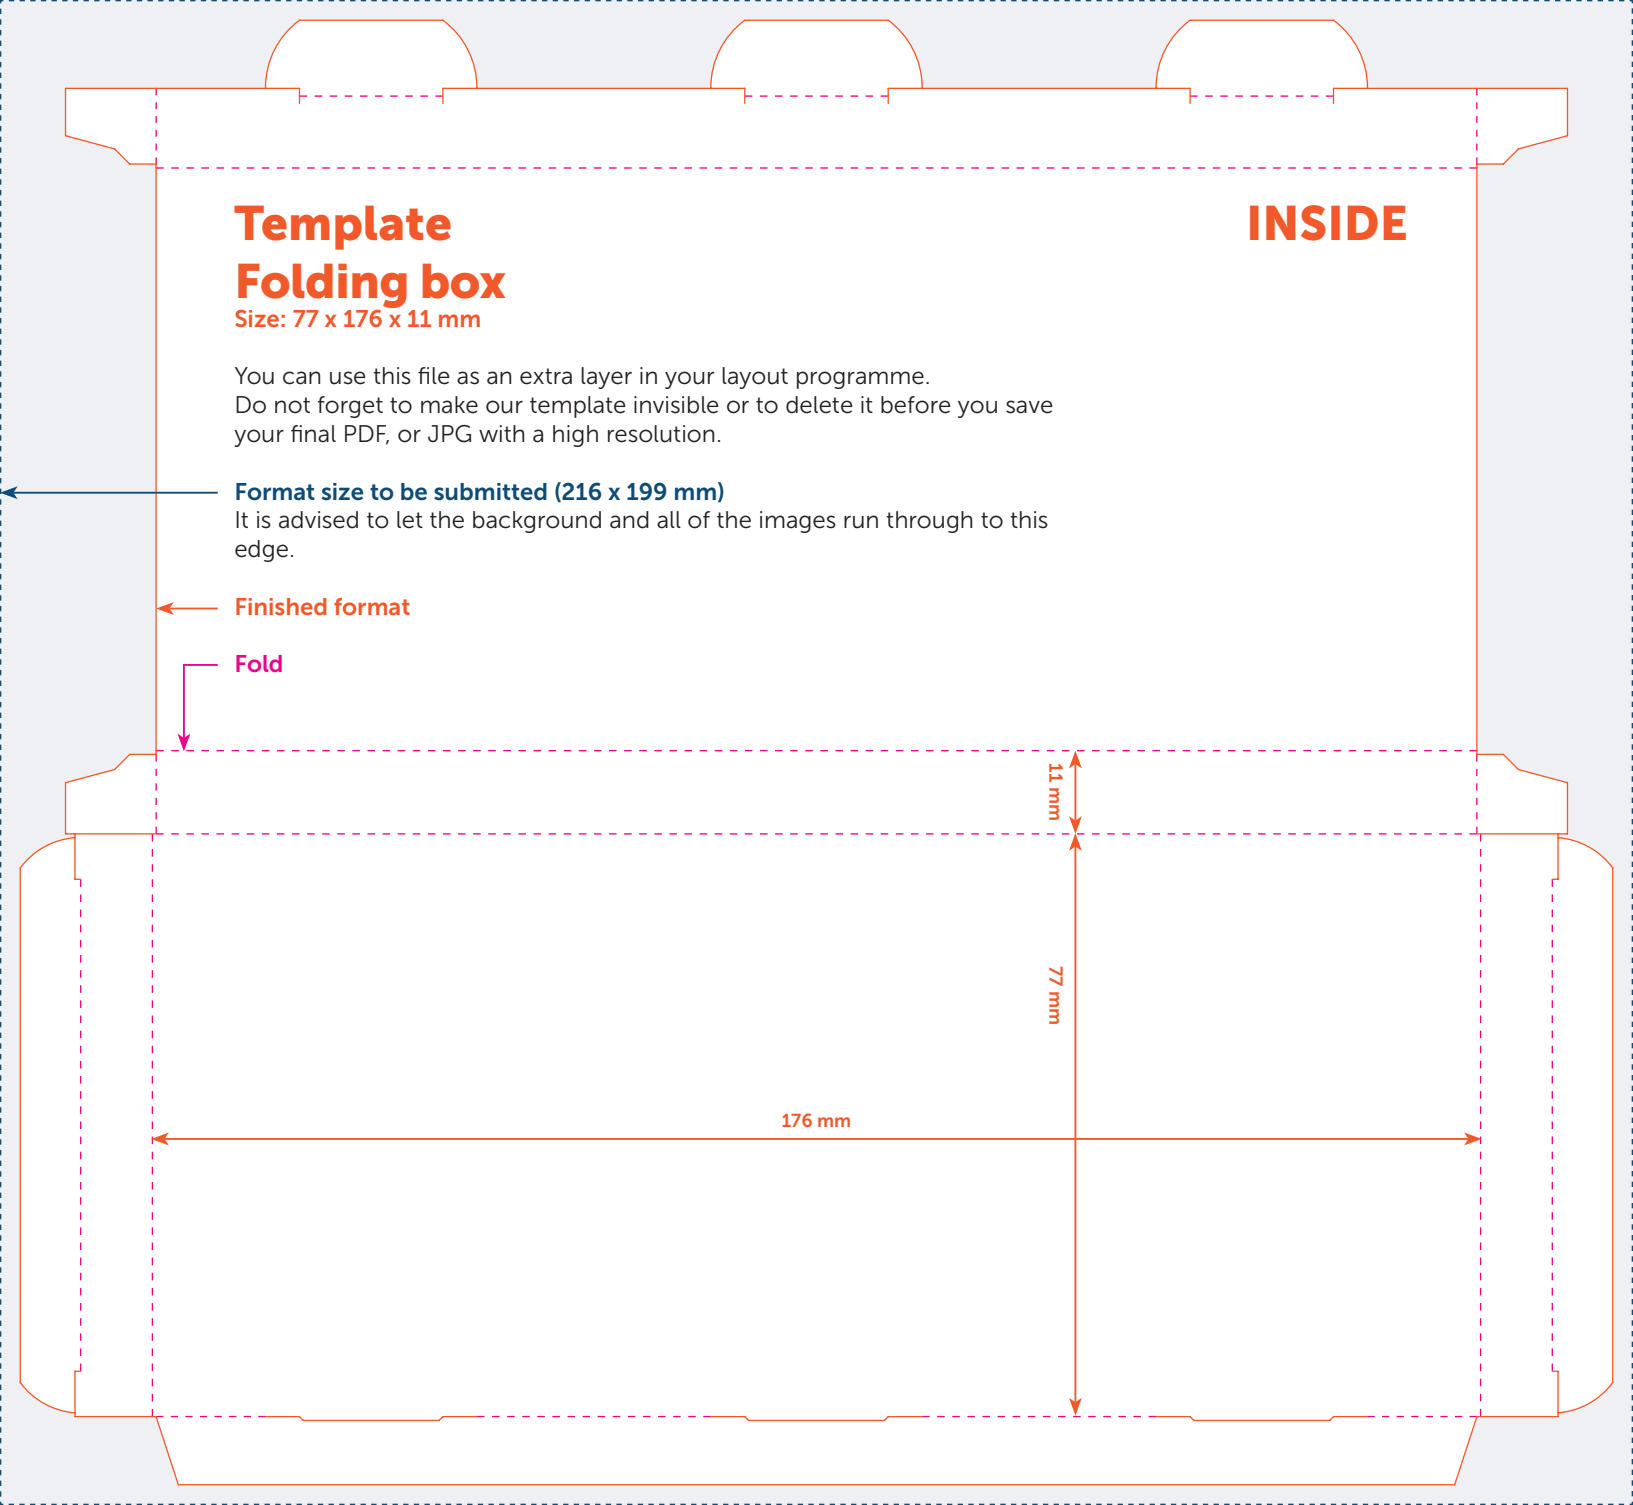 Template
INSIDE
Folding box
Size: 77 x 176 x 11 mm
You can use this file as an extra layer in your layout programme.
Do not forget to make our template invisible or to delete it before you save
your final PDF, or JPG with a high resolution.
Format size to be submitted (216 x 199 mm)
It is advised to let the background and all of the images run through to this
edge.
Finished format
Fold
11 mm
77 mm
176 mm